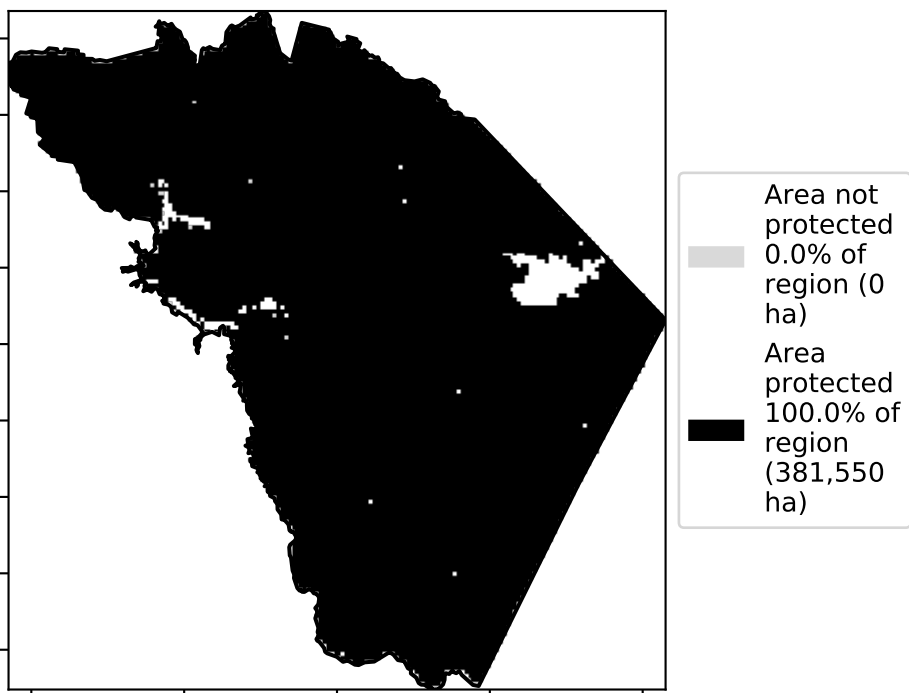 Area not
protected
0.0% of
region (0
ha)
Area
protected
100.0% of
region
(381,550
ha)